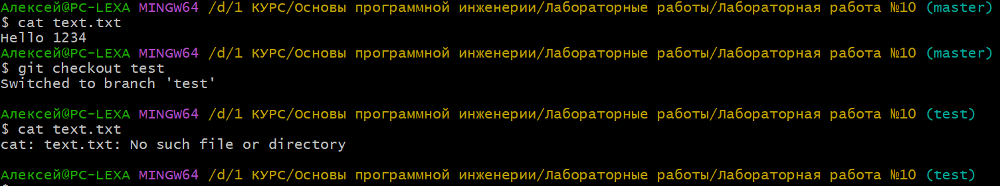 Алексей@PC-LEXA MINGW64 /d/1 КУРС/Основы программной инженерии/Лабораторные работы/Лабораторная работа №10 (master)
$ cat text.txt
Hello 1234
Алексей@PC-LEXA MINGW64 /d/1 КУРС/Основы программной инженерии/Лабораторные работы/Лабораторная работа №10 (master)
$ git checkout test
Switched to branch 'test'
Алексей@PC-LEXA MINGW64 /d/1 КУРС/Основы программной инженерии/Лабораторные работы/Лабораторная работа №10 (test)
$ cat text.txt
cat: text.txt: No such file or directory
Алексей@PC-LEXA MINGW64 /d/1 КУРС/Основы программной инженерии/Лабораторные работы/Лабораторная работа №10 (test)